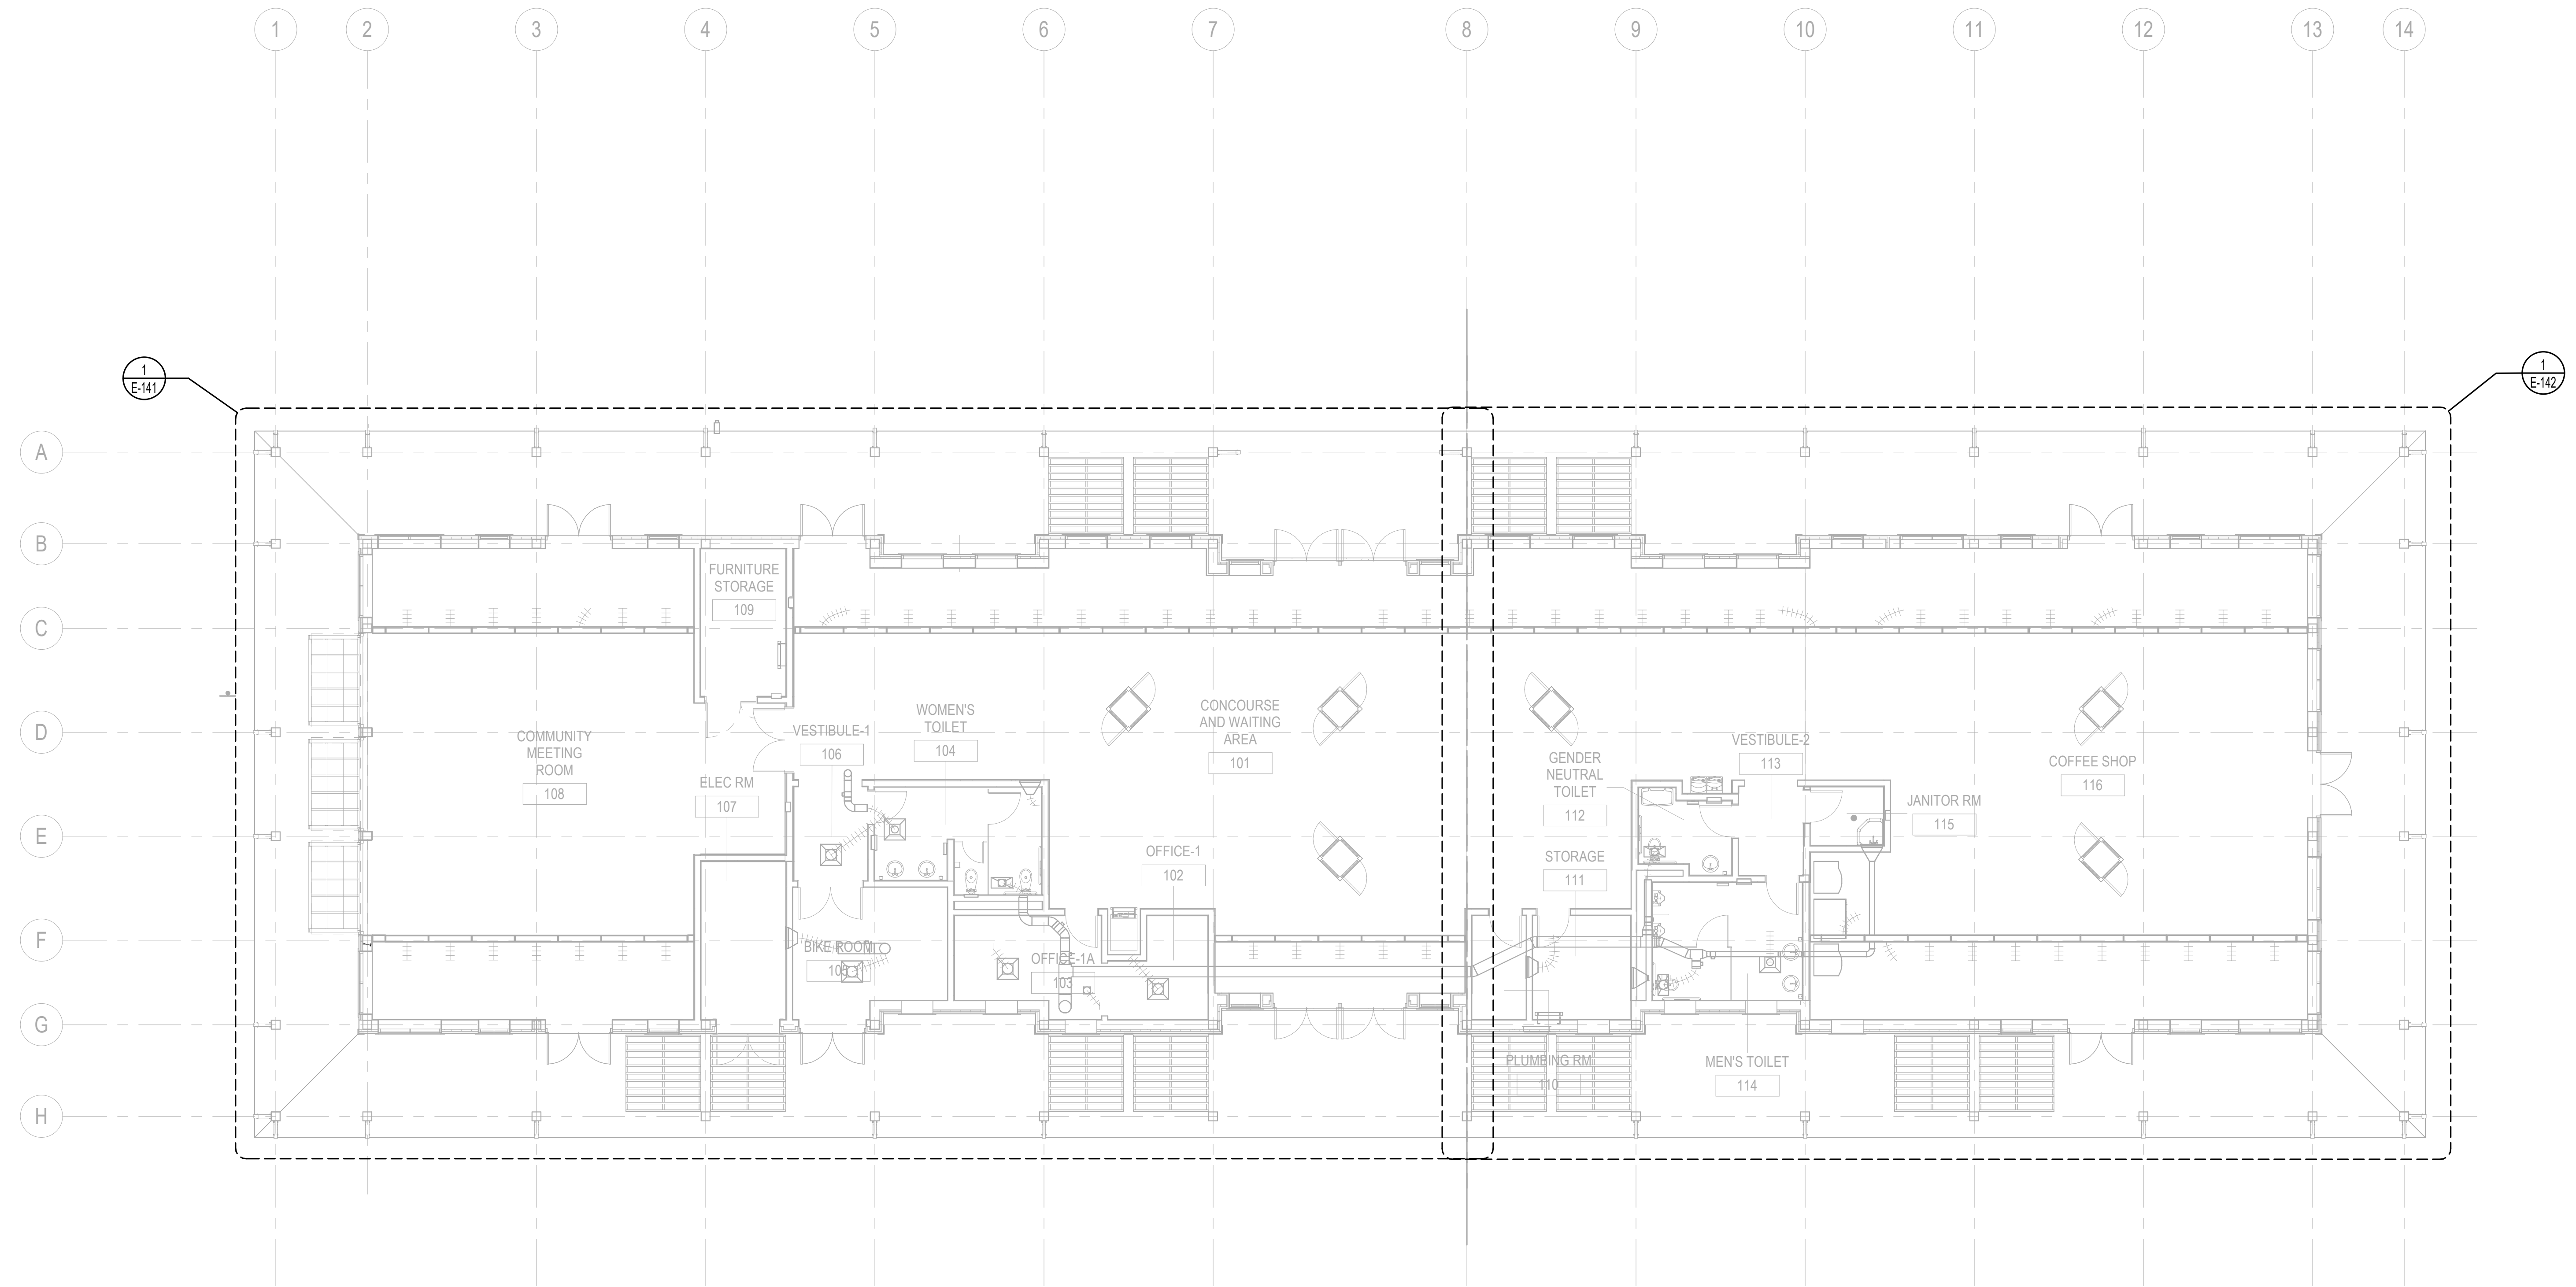 1 2 3 4 5 6 7 8 9 10 11 12 13 14
1
E-141
1
E-142
A
B
C
D
E
F
G
H
FURNITURE
STORAGE
109
COMMUNITY
MEETING
ROOM
108
ELEC RM
107
VESTIBULE-1
106
WOMEN'S
TOILET
104
CONCOURSE
AND WAITING
AREA
101
OFFICE-1
102
BIKE ROOM
105
OFFICE-1A
103
GENDER
NEUTRAL
TOILET
112
STORAGE
111
VESTIBULE-2
113
JANITOR RM
115
COFFEE SHOP
116
PLUMBING RM
110
MEN'S TOILET
114